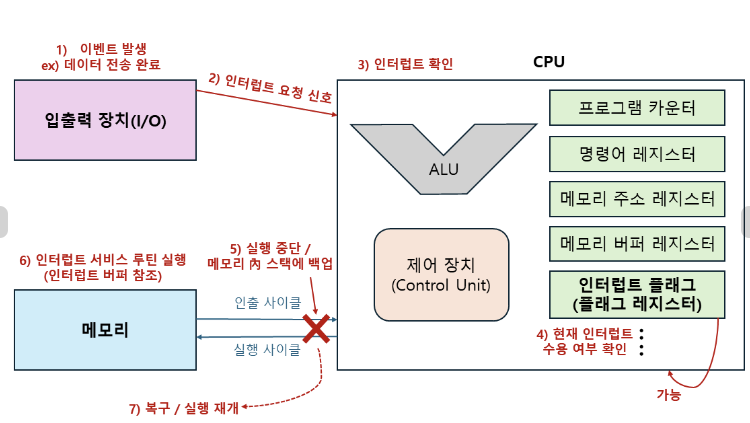 1) 이벤트 발생
ex) 데이터 전송 완료
2) 인터럽트 요청 신호
3) 인터럽트 확인
CPU
입출력 장치(I/O)
프로그램 카운터
ALU
명령어 레지스터
메모리 주소 레지스터
메모리 버퍼 레지스터
제어 장치
(Control Unit)
인터럽트 플래그
(플래그 레지스터)
5) 실행 중단 /
메모리 內 스택에 백업
6) 인터럽트 서비스 루틴 실행
(인터럽트 버퍼 참조)
메모리
인출 사이클
실행 사이클
4) 현재 인터럽트
수용 여부 확인
가능
7) 복구 / 실행 재개